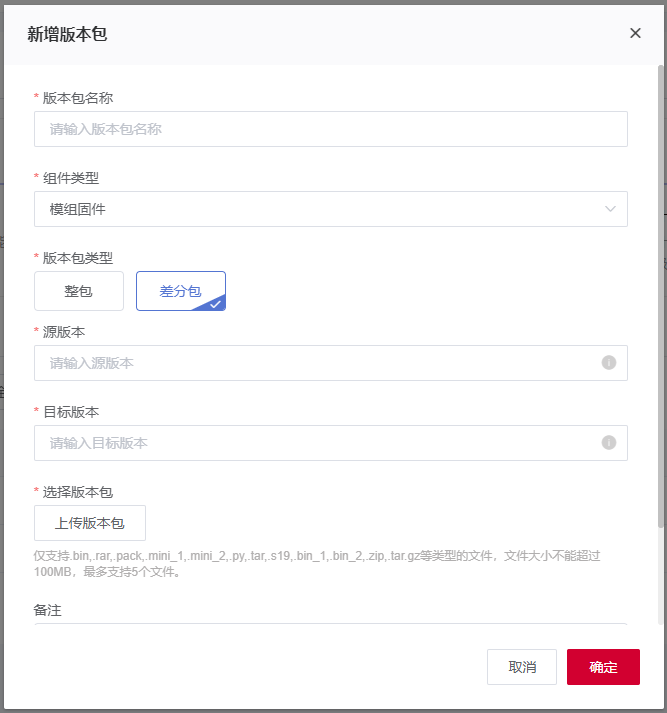 新增版本包
* 版本包名称
请输入版本包名称
* 组件类型
模组固件
* 版本包类型
整包
差分包
* 源版本
请输入源版本
* 目标版本
请输入目标版本
* 选择版本包
上传版本包
仅支持.bin,.rar,.pack,.mini_1,.mini_2,.py,.tar,.s19,.bin_1,.bin_2,.zip,.tar.gz等类型的文件，文件大小不能超过
100MB，最多支持5个文件。
备注
取消
确定